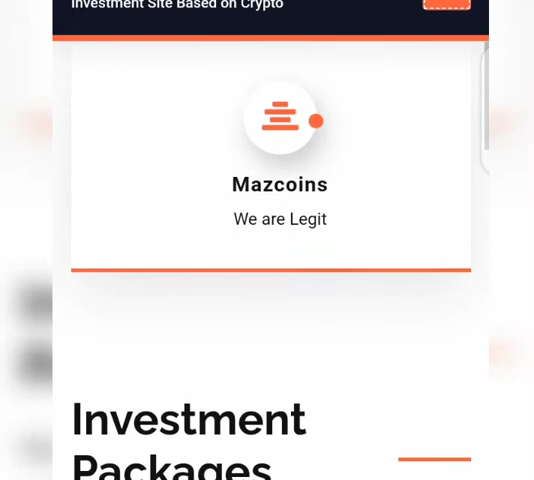 Investment Site Based on Crypto
Mazcoins
We are Legit
Investment
Packages